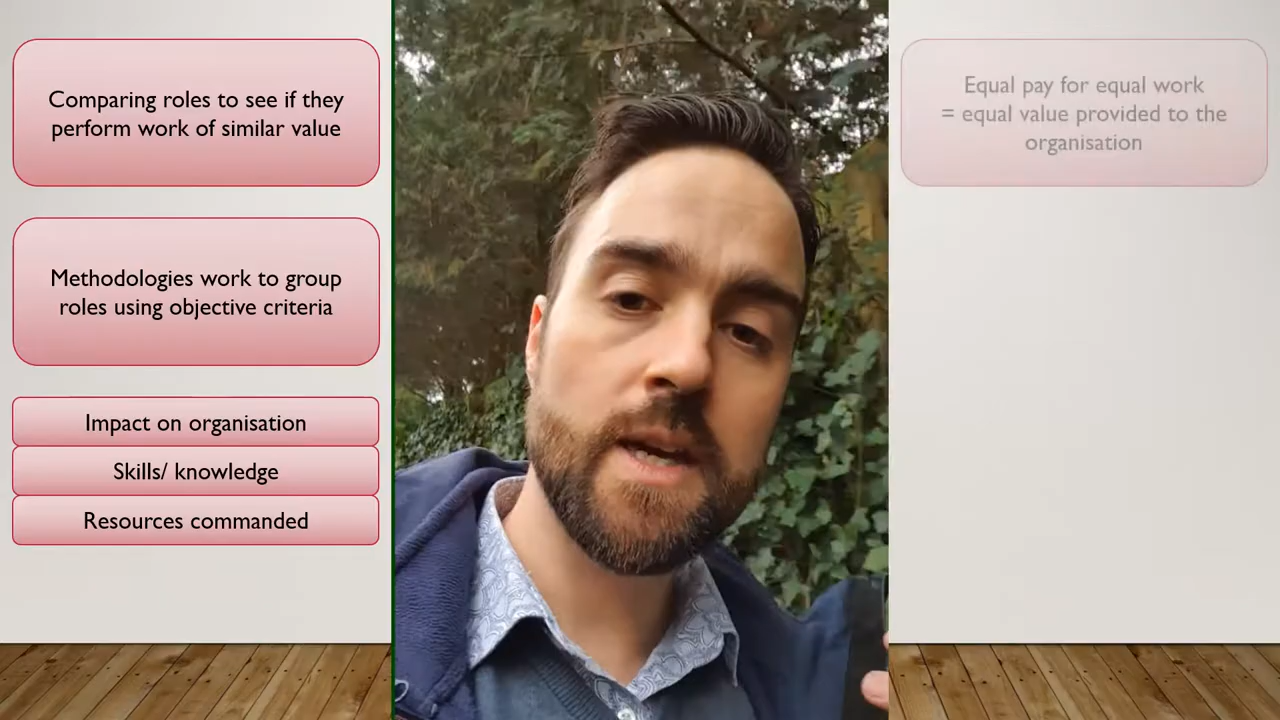 Comparing roles to see if they
perform work of similar value
Methodologies work to group
roles using objective criteria
Impact on organisation
Skills/ knowledge
Resources commanded
Equal pay for equal work
= equal value provided to the
organisation